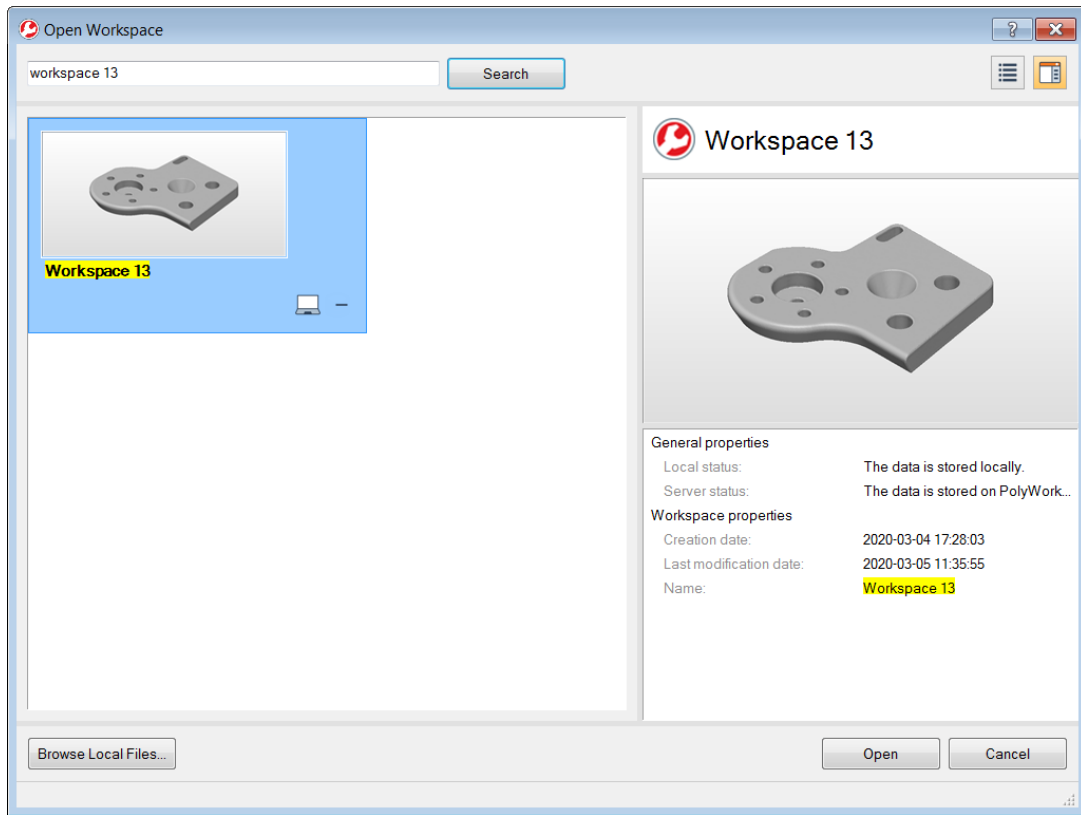 Open Workspace
?
workspace 13
Search
Workspace 13
Workspace 13
General properties
Local status: The data is stored locally.
Server status: The data is stored on PolyWork...
Workspace properties
Creation date: 2020-03-04 17:28:03
Last modification date: 2020-03-05 11:35:55
Name: Workspace 13
Browse Local Files...
Open
Cancel